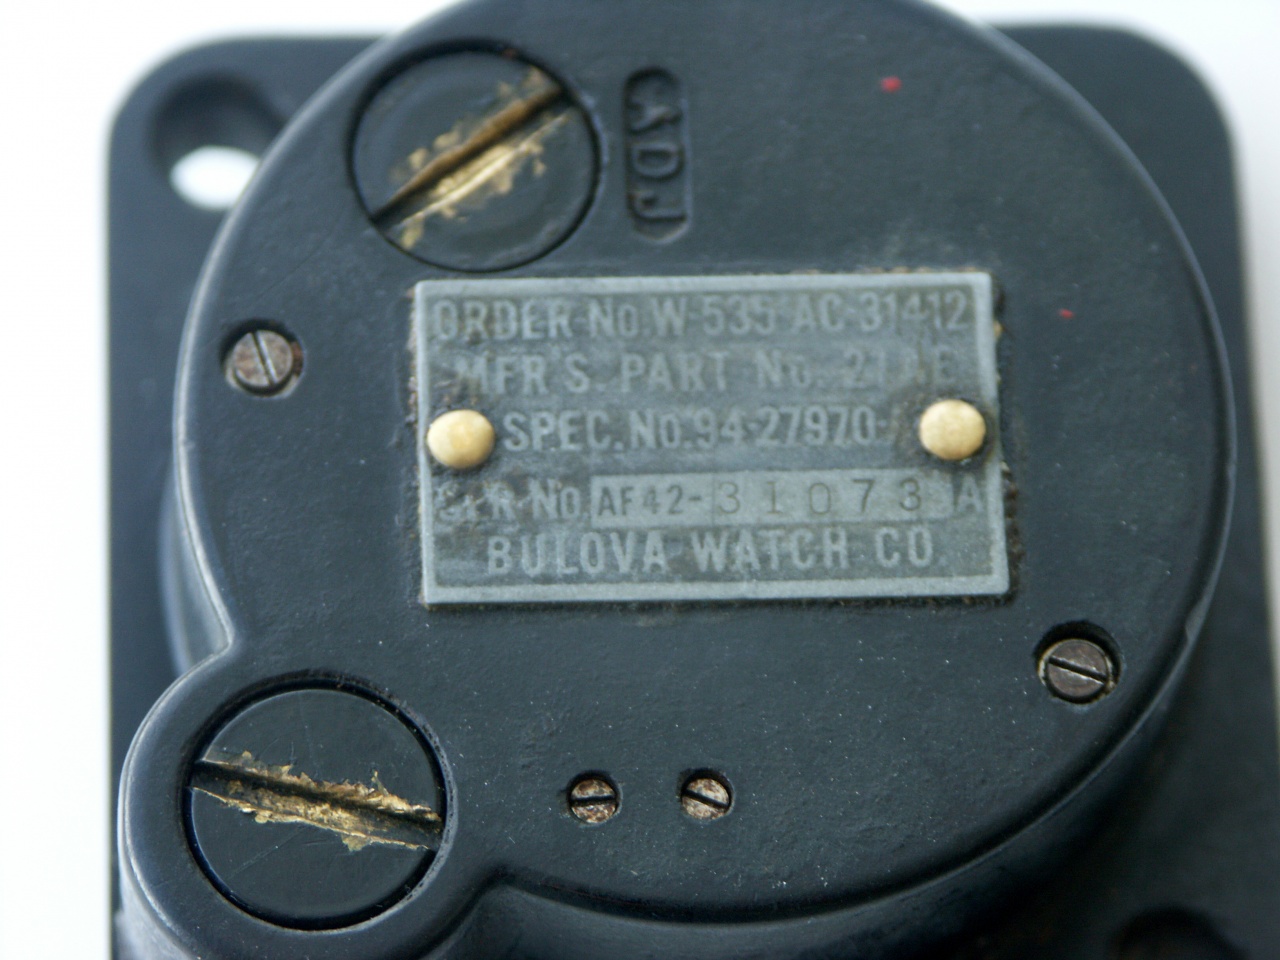 ADJ
ORDER No. W-535 AC-31412
MFR'S. PART No.
SPEC. No. 94-27970-
SER. No. AF42-31073 A
BULOVA WATCH CO.